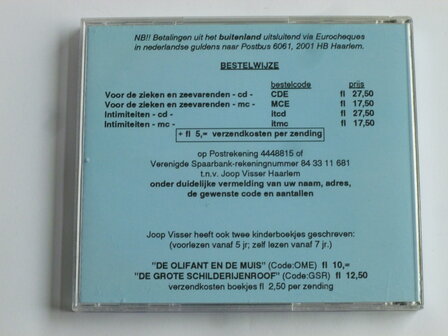 NB!! Betalingen uit het buitenland uitsluitend via Eurocheques
in nederlandse guldens naar Postbus 6061, 2001 HB Haarlem.
BESTELWIJZE
bestelcode prijs
Voor de zieken en zeevarenden - cd - CDE fl 27,50
Voor de zieken en zeevarenden - mc - MCE fl 17,50
Intimiteiten - cd - itcd fl 27,50
Intimiteiten - mc - itmc fl 17,50
+ fl 5,= verzendkosten per zending
op Postrekening 4448815 of
Verenigde Spaarbank-rekeningnummer 84 33 11 681
t.n.v. Joop Visser Haarlem
onder duidelijke vermelding van uw naam, adres,
de gewenste code en aantallen
Joop Visser heeft ook twee kinderboekjes geschreven:
(voorlezen vanaf 5 jr; zelf lezen vanaf 7 jr.)
"DE OLIFANT EN DE MUIS" (Code:OME) fl 10,=
"DE GROTE SCHILDERIJENROOF" (Code:GSR) fl 12,50
verzendkosten boekjes fl 2,50 per zending